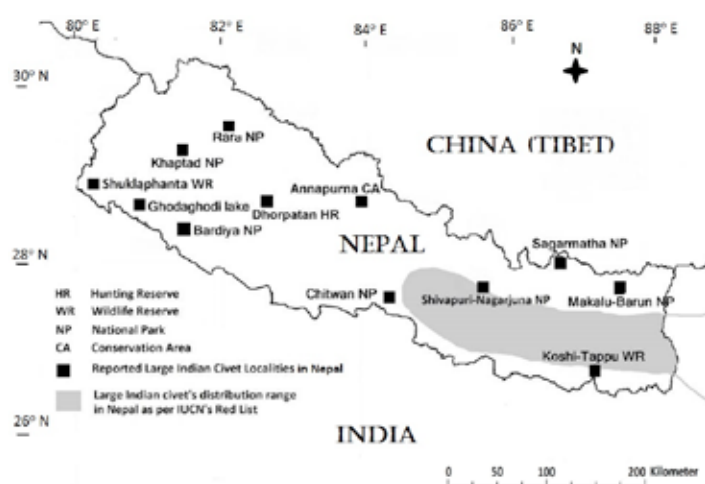 80° E
82° E
84° E
86° E
88° E
N
30° N
CHINA (TIBET)
Rara NP
Khaptad NP
Shuklaphanta WR
Ghodaghodi lake
Bardiya NP
Dhorpatan HR
Annapurna CA
NEPAL
28° N
Sagarmatha NP
Chitwan NP
Shivapuri-Nagarjuna NP
Makalu-Barun NP
Koshi-Tappu WR
HR Hunting Reserve
WR Wildlife Reserve
NP National Park
CA Conservation Area
Reported Large Indian Civet Localities in Nepal
Large Indian civet's distribution range
in Nepal as per IUCN's Red List
26° N
INDIA
0 50 100 200 Kilometer